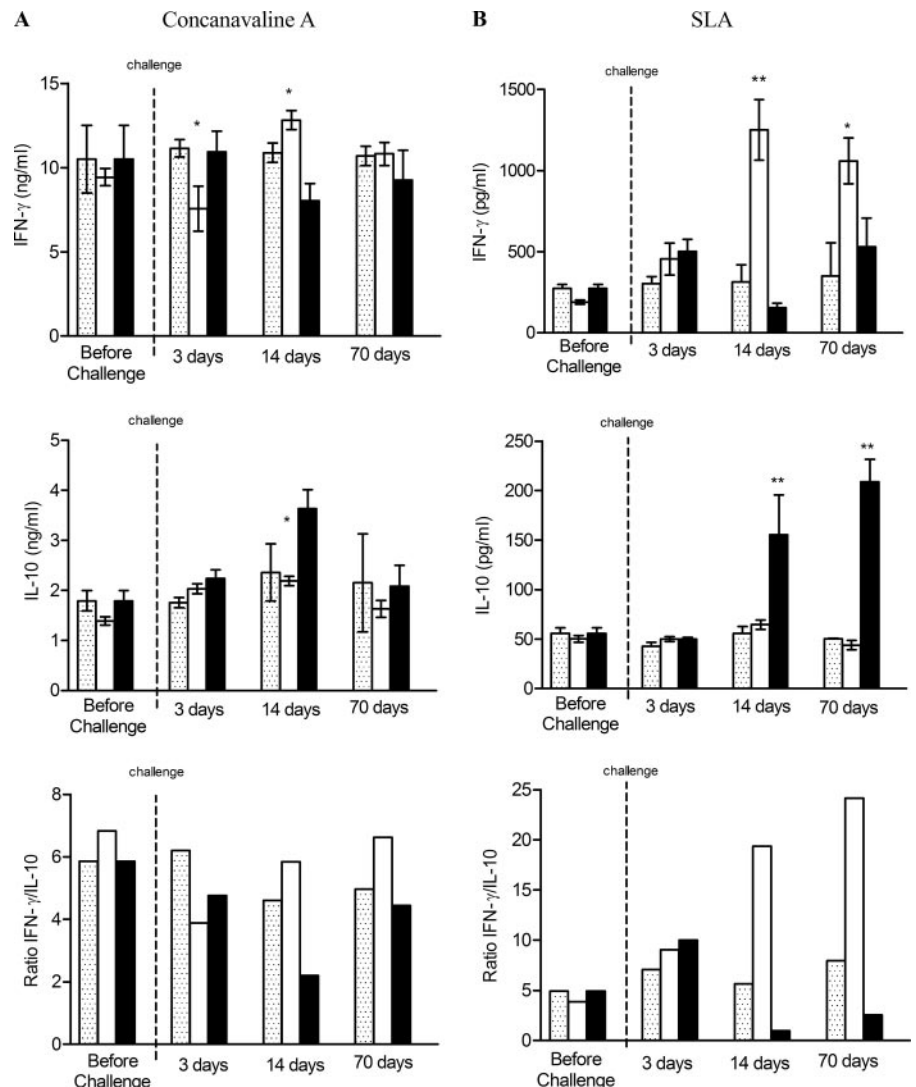 A Concanavaline A
challenge
IFN-γ (ng/ml)
15
10
5
0
*
*
Before
Challenge
3 days
14 days
70 days
challenge
IL-10 (ng/ml)
5
4
3
2
1
0
*
Before
Challenge
3 days
14 days
70 days
challenge
Ratio IFN-γ/IL-10
8
6
4
2
0
Before
Challenge
3 days
14 days
70 days
B SLA
challenge
IFN-γ (pg/ml)
1500
1000
500
0
**
*
Before
Challenge
3 days
14 days
70 days
challenge
IL-10 (pg/ml)
250
200
150
100
50
0
**
**
Before
Challenge
3 days
14 days
70 days
challenge
Ratio IFN-γ/IL-10
25
20
15
10
5
0
Before
Challenge
3 days
14 days
70 days